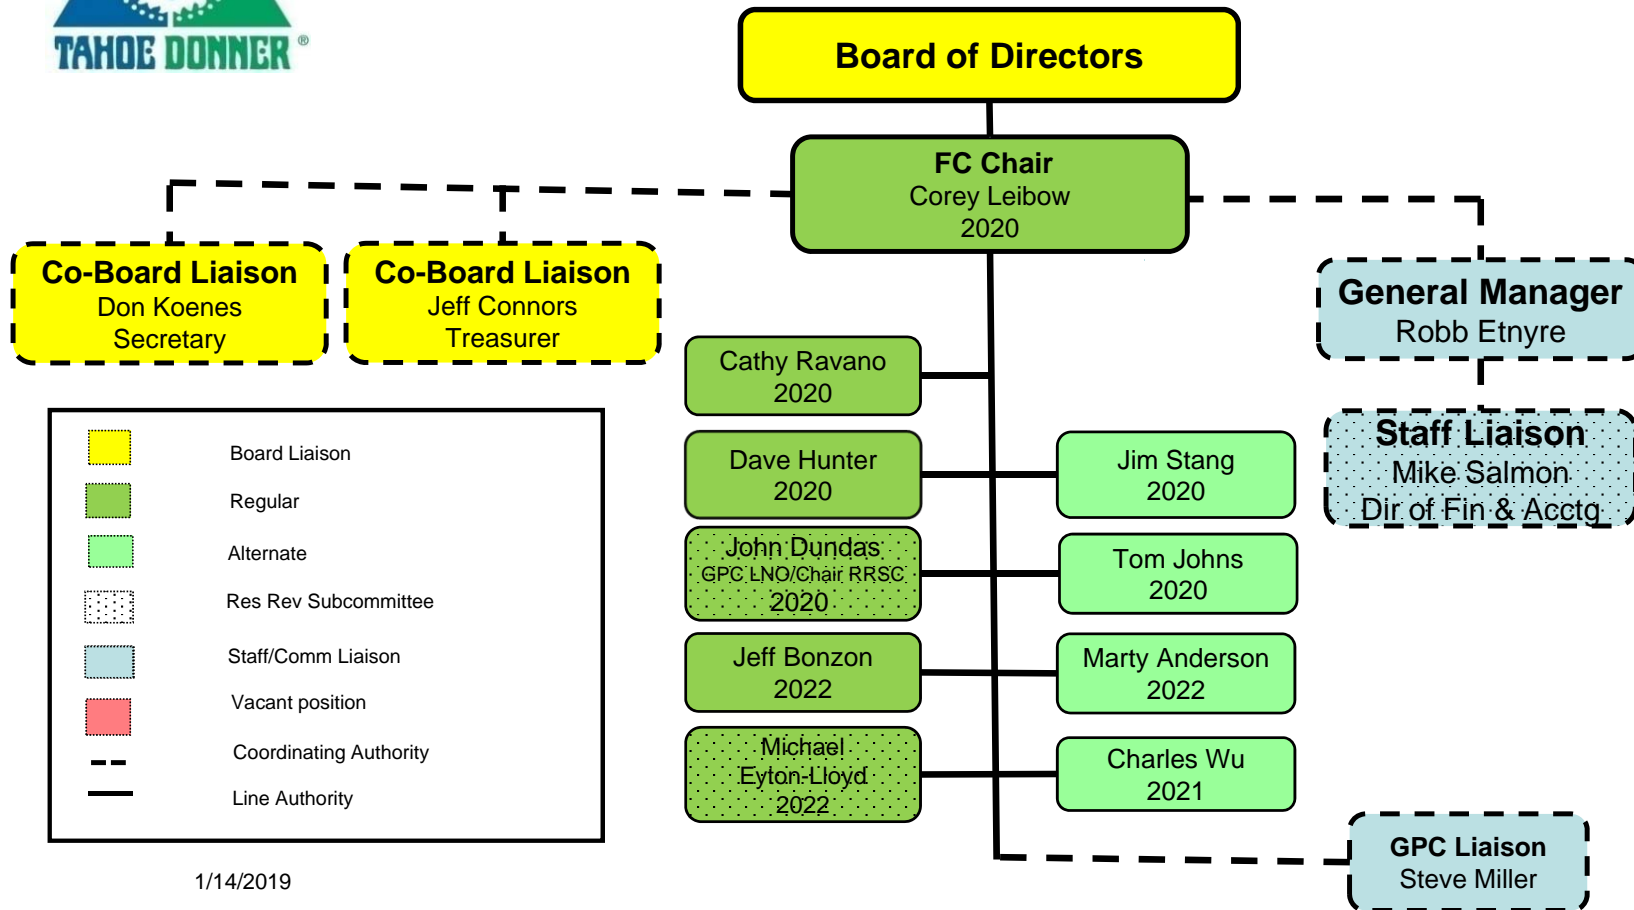 TAHOE DONNER ®
Board of Directors
FC Chair
Corey Leibow
2020
Co-Board Liaison
Don Koenes
Secretary
Co-Board Liaison
Jeff Connors
Treasurer
General Manager
Robb Etnyre
Staff Liaison
Mike Salmon
Dir of Fin & Acctg
Cathy Ravano
2020
Dave Hunter
2020
Jim Stang
2020
John Dundas
GPC LNO/Chair RRSC
2020
Tom Johns
2020
Jeff Bonzon
2022
Marty Anderson
2022
Michael
Eyton-Lloyd
2022
Charles Wu
2021
GPC Liaison
Steve Miller
Board Liaison
Regular
Alternate
Res Rev Subcommittee
Staff/Comm Liaison
Vacant position
Coordinating Authority
Line Authority
1/14/2019